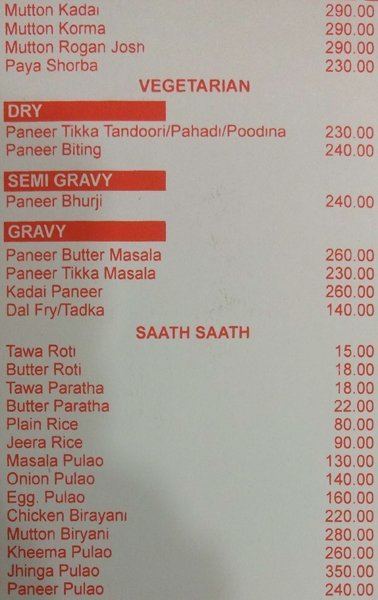 Mutton Kadai 290.00
Mutton Korma 290.00
Mutton Rogan Josh 290.00
Paya Shorba 230.00
VEGETARIAN
DRY
Paneer Tikka Tandoori/Pahadi/Poodina 230.00
Paneer Biting 240.00
SEMI GRAVY
Paneer Bhurji 240.00
GRAVY
Paneer Butter Masala 260.00
Paneer Tikka Masala 230.00
Kadai Paneer 260.00
Dal Fry/Tadka 140.00
SAATH SAATH
Tawa Roti 15.00
Butter Roti 18.00
Tawa Paratha 18.00
Butter Paratha 22.00
Plain Rice 80.00
Jeera Rice 90.00
Masala Pulao 130.00
Onion Pulao 140.00
Egg. Pulao 160.00
Chicken Birayani 220.00
Mutton Biryani 280.00
Kheema Pulao 260.00
Jhinga Pulao 350.00
Paneer Pulao 240.00